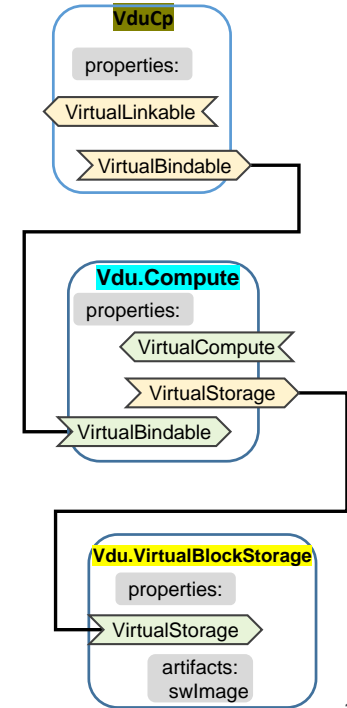 VduCp
properties:
VirtualLinkable
VirtualBindable
Vdu.Compute
properties:
VirtualCompute
VirtualStorage
VirtualBindable
Vdu.VirtualBlockStorage
properties:
VirtualStorage
artifacts:
swImage